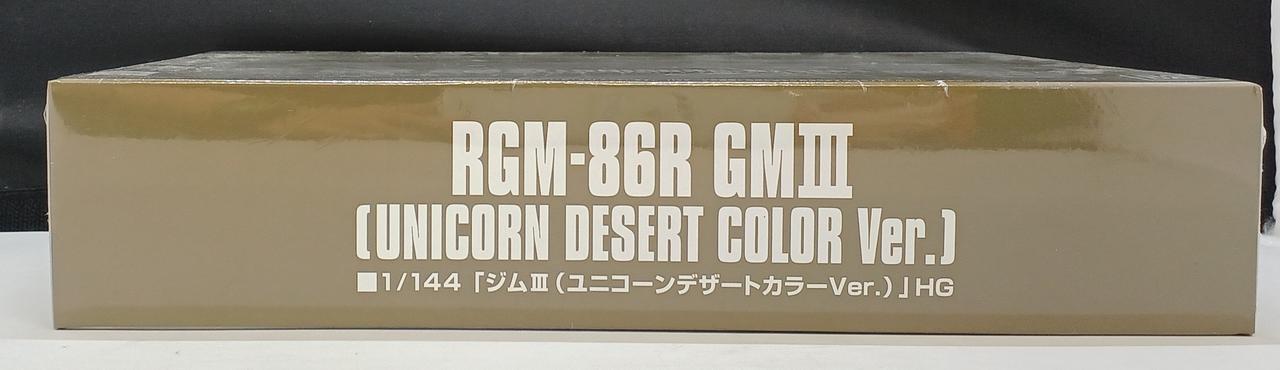 RGM-86R GMⅢ
(UNICORN DESERT COLOR Ver.)
■1/144「ジムⅢ(ユニコーンデザートカラーVer.)」HG